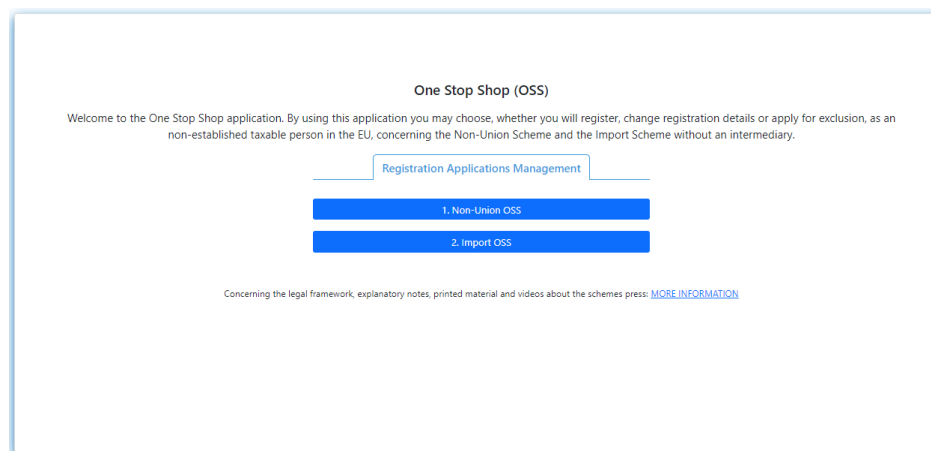 One Stop Shop (OSS)
Welcome to the One Stop Shop application. By using this application you may choose, whether you will register, change registration details or apply for exclusion, as an
non-established taxable person in the EU, concerning the Non-Union Scheme and the Import Scheme without an intermediary.
Registration Applications Management
1. Non-Union OSS
2. Import OSS
Concerning the legal framework, explanatory notes, printed material and videos about the schemes press: MORE INFORMATION